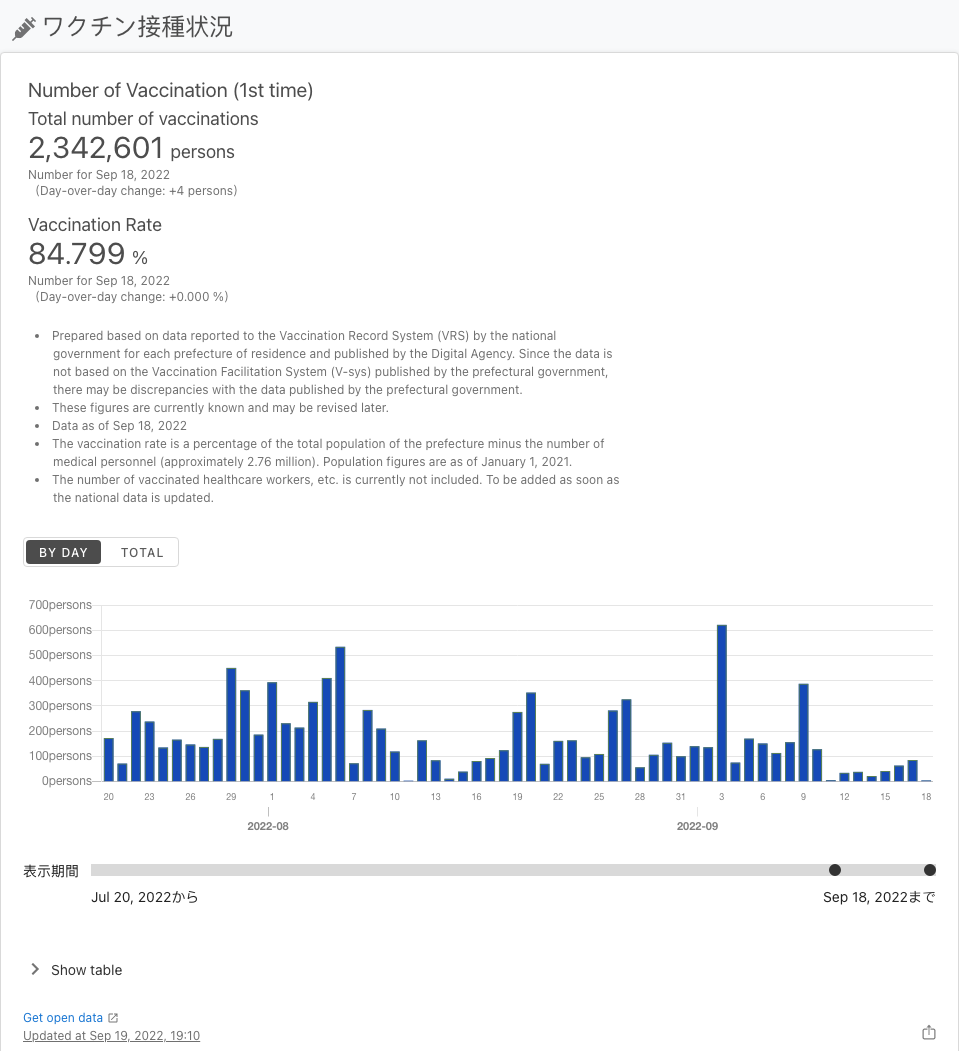 ワクチン接種状況
Number of Vaccination (1st time)
Total number of vaccinations
2,342,601 persons
Number for Sep 18, 2022
(Day-over-day change: +4 persons)
Vaccination Rate
84.799 %
Number for Sep 18, 2022
(Day-over-day change: +0.000 %)
• Prepared based on data reported to the Vaccination Record System (VRS) by the national
government for each prefecture of residence and published by the Digital Agency. Since the data is
not based on the Vaccination Facilitation System (V-sys) published by the prefectural government,
there may be discrepancies with the data published by the prefectural government.
• These figures are currently known and may be revised later.
• Data as of Sep 18, 2022
• The vaccination rate is a percentage of the total population of the prefecture minus the number of
medical personnel (approximately 2.76 million). Population figures are as of January 1, 2021.
• The number of vaccinated healthcare workers, etc. is currently not included. To be added as soon as
the national data is updated.
BY DAY TOTAL
700persons
600persons
500persons
400persons
300persons
200persons
100persons
0persons
20 23 26 29 1 4 7 10 13 16 19 22 25 28 31 3 6 9 12 15 18
2022-08 2022-09
表示期間
Jul 20, 2022から Sep 18, 2022まで
Show table
Get open data
Updated at Sep 19, 2022, 19:10